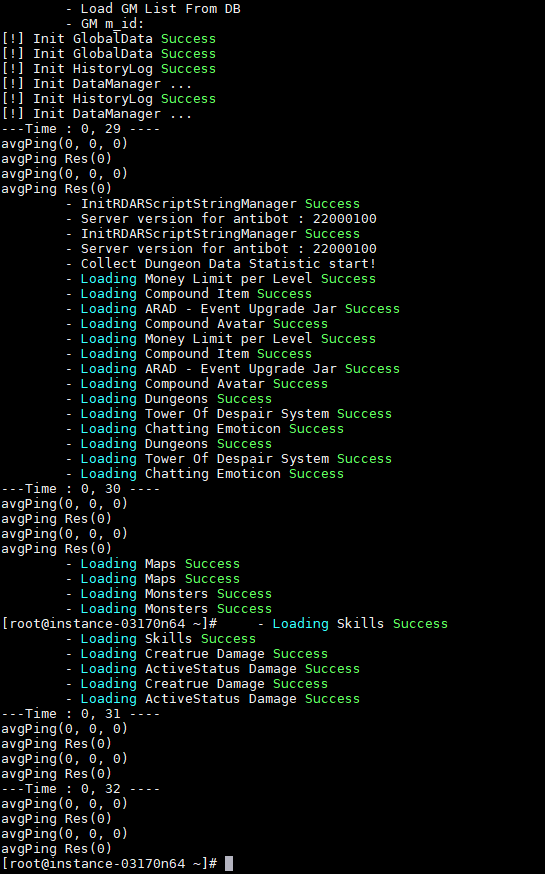 - Load GM List From DB
- GM m_id:
[!] Init GlobalData Success
[!] Init GlobalData Success
[!] Init HistoryLog Success
[!] Init DataManager ...
[!] Init HistoryLog Success
[!] Init DataManager ...
---Time : 0, 29 ----
avgPing(0, 0, 0)
avgPing Res(0)
avgPing(0, 0, 0)
avgPing Res(0)
- InitRDARScriptStringManager Success
- Server version for antibot : 22000100
- InitRDARScriptStringManager Success
- Server version for antibot : 22000100
- Collect Dungeon Data Statistic start!
- Loading Money Limit per Level Success
- Loading Compound Item Success
- Loading ARAD - Event Upgrade Jar Success
- Loading Compound Avatar Success
- Loading Money Limit per Level Success
- Loading Compound Item Success
- Loading ARAD - Event Upgrade Jar Success
- Loading Compound Avatar Success
- Loading Dungeons Success
- Loading Tower Of Despair System Success
- Loading Chatting Emoticon Success
- Loading Dungeons Success
- Loading Tower Of Despair System Success
- Loading Chatting Emoticon Success
---Time : 0, 30 ----
avgPing(0, 0, 0)
avgPing Res(0)
avgPing(0, 0, 0)
avgPing Res(0)
- Loading Maps Success
- Loading Maps Success
- Loading Monsters Success
- Loading Monsters Success
[root@instance-03170n64 ~]#     - Loading Skills Success
- Loading Skills Success
- Loading Creatrue Damage Success
- Loading ActiveStatus Damage Success
- Loading Creatrue Damage Success
- Loading ActiveStatus Damage Success
---Time : 0, 31 ----
avgPing(0, 0, 0)
avgPing Res(0)
avgPing(0, 0, 0)
avgPing Res(0)
---Time : 0, 32 ----
avgPing(0, 0, 0)
avgPing Res(0)
avgPing(0, 0, 0)
avgPing Res(0)
[root@instance-03170n64 ~]#